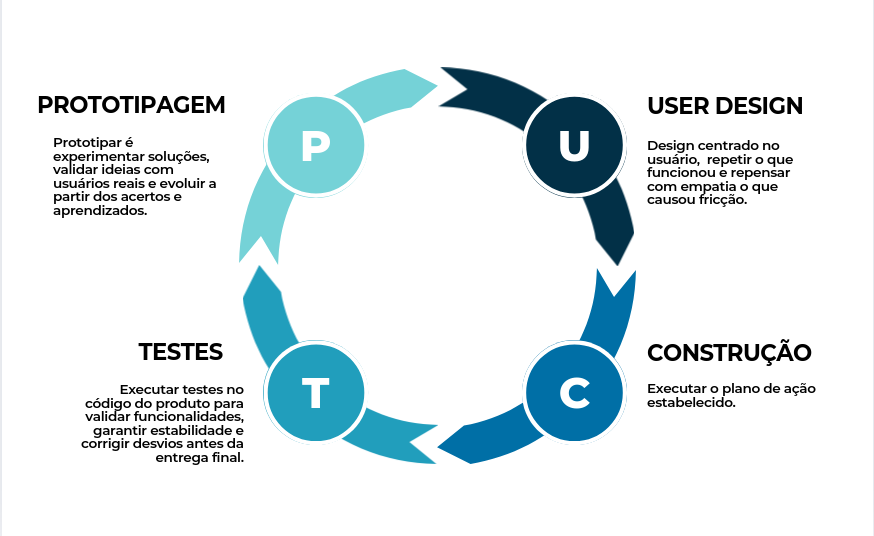 PROTOTIPAGEM
Prototipar é
experimentar soluções,
validar ideias com
usuários reais e evoluir a
partir dos acertos e
aprendizados.
P
U
USER DESIGN
Design centrado no
usuário, repetir o que
funcionou e repensar
com empatia o que
causou fricção.
TESTES
Executar testes no
código do produto para
validar funcionalidades,
garantir estabilidade e
corrigir desvios antes da
entrega final.
T
C
CONSTRUÇÃO
Executar o plano de ação
estabelecido.